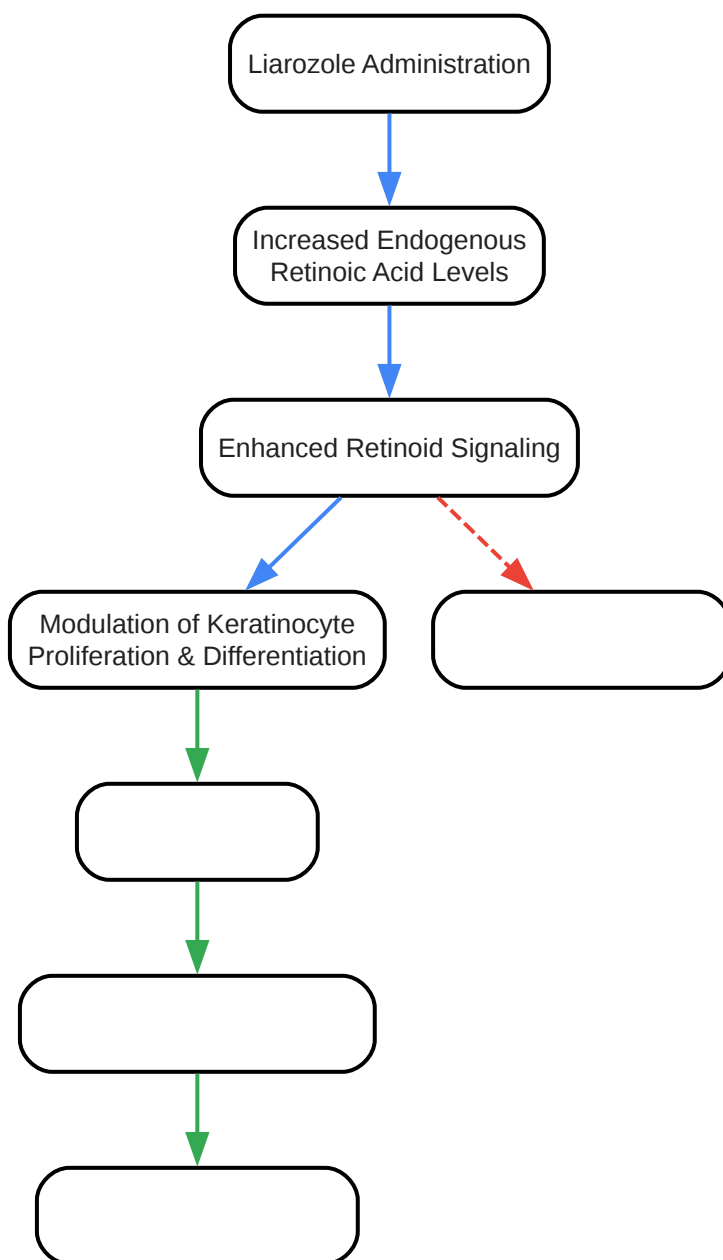 Liarozole Administration
Increased Endogenous
Retinoic Acid Levels
Enhanced Retinoid Signaling
Modulation of Keratinocyte
Proliferation & Differentiation